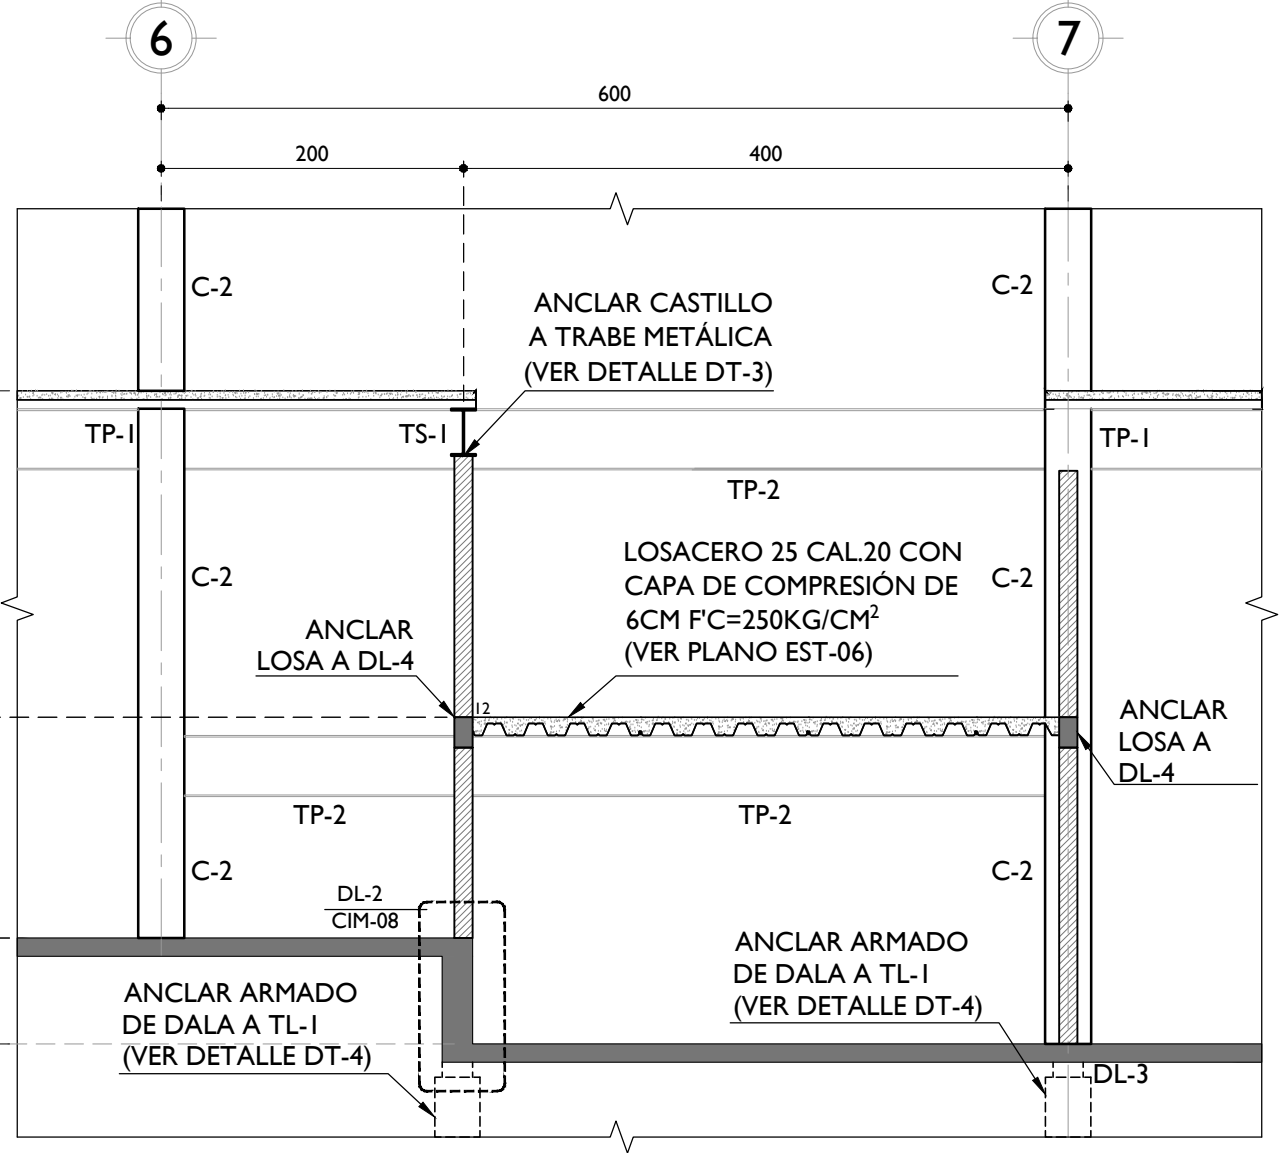 6
7
600
200
400
C-2
C-2
ANCLAR CASTILLO
A TRABE METÁLICA
(VER DETALLE DT-3)
TP-1
TS-1
TP-1
TP-2
C-2
LOSACERO 25 CAL.20 CON
CAPA DE COMPRESIÓN DE
6CM F'C=250KG/CM²
(VER PLANO EST-06)
C-2
ANCLAR
LOSA A DL-4
12
ANCLAR
LOSA A
DL-4
TP-2
TP-2
C-2
C-2
DL-2
CIM-08
ANCLAR ARMADO
DE DALA A TL-1
(VER DETALLE DT-4)
ANCLAR ARMADO
DE DALA A TL-1
(VER DETALLE DT-4)
DL-3